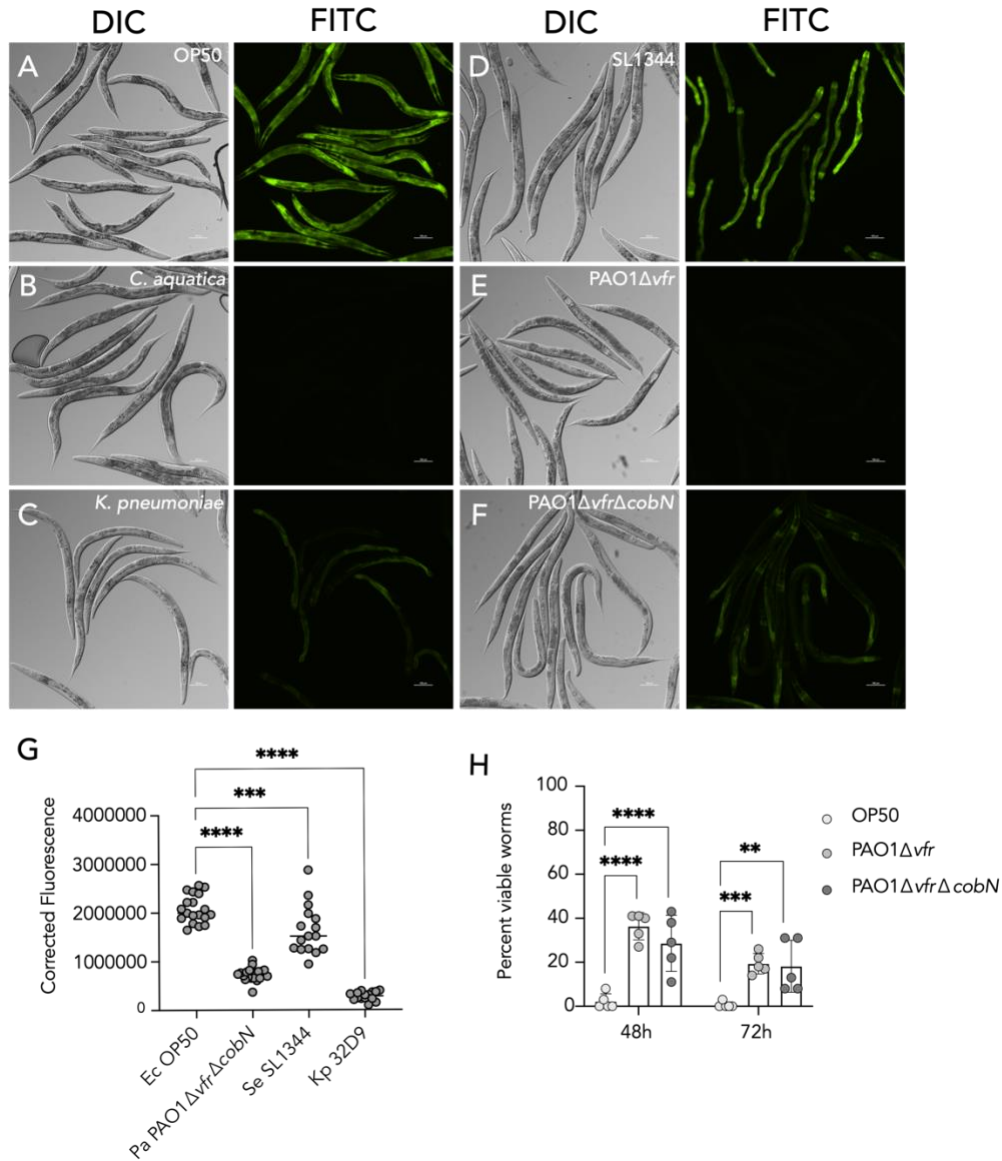 DIC FITC DIC FITC
A OP50 D SL1344
B C. aquatica E PAO1Δvfr
C K. pneumoniae F PAO1ΔvfrΔcobN
G
****
***
****
Corrected Fluorescence
4000000
3000000
2000000
1000000
0
Ec OP50
Pa PAO1ΔvfrΔcobN
Se SL1344
Kp 32D9
H
Percent viable worms
100
80
60
40
20
0
****
****
**
***
48h 72h
OP50
PAO1Δvfr
PAO1ΔvfrΔcobN